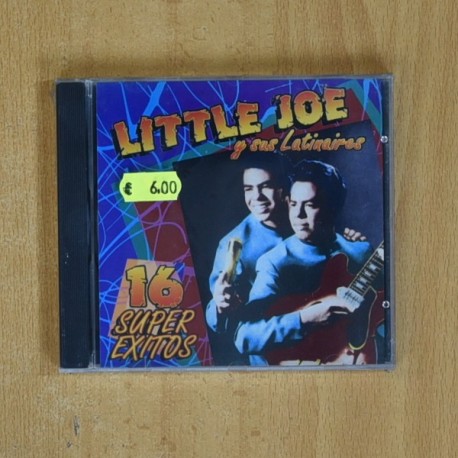 LITTLE JOE
y sus Latinaires
€ 6.00
16
SUPER
EXITOS